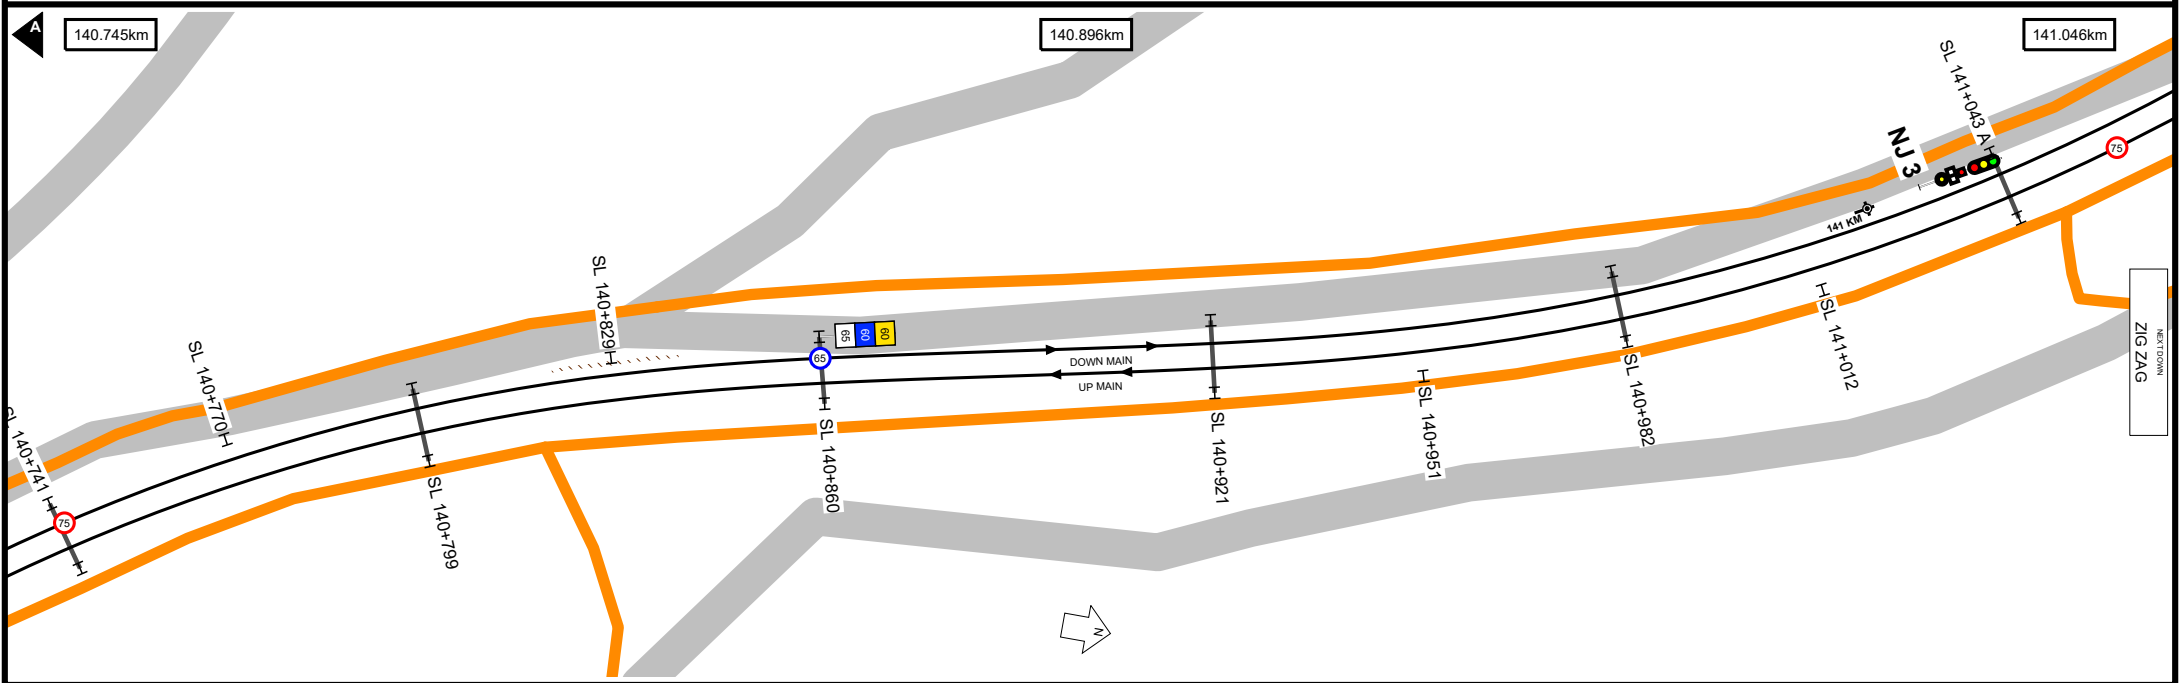 A
140.745km
140.896km
141.046km
SL 141+043 A
NJ 3
75
141 KM
SL 140+829
65
60
60
65
DOWN MAIN
UP MAIN
SL 140+770
SL 140+741
75
SL 140+799
SL 140+860
SL 140+921
SL 140+951
SL 140+982
SL 141+012
NEXT DOWN
ZIG ZAG
N